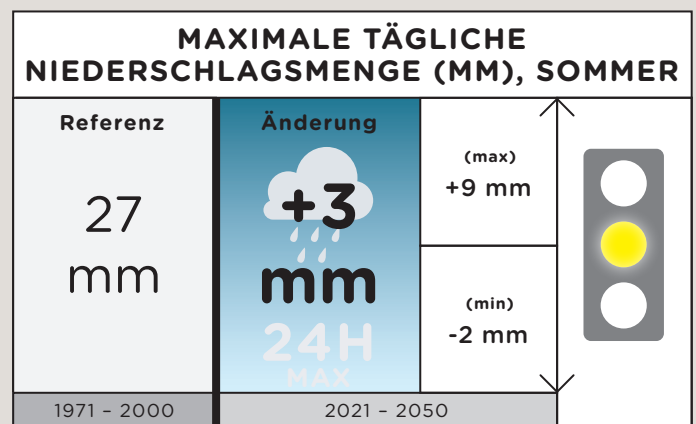 MAXIMALE TÄGLICHE
NIEDERSCHLAGSMENGE (MM), SOMMER
Referenz
27
mm
1971 – 2000
Änderung
+3
mm
24H
MAX
(max)
+9 mm
(min)
-2 mm
2021 – 2050